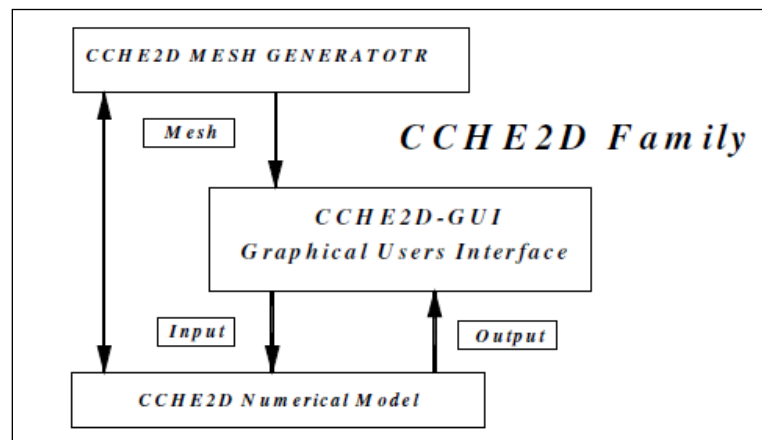 CCHE2D MESH GENERATOTR
Mesh
CCHE2D Family
CCHE2D-GUI
Graphical Users Interface
Input
Output
CCHE2D Numerical Model